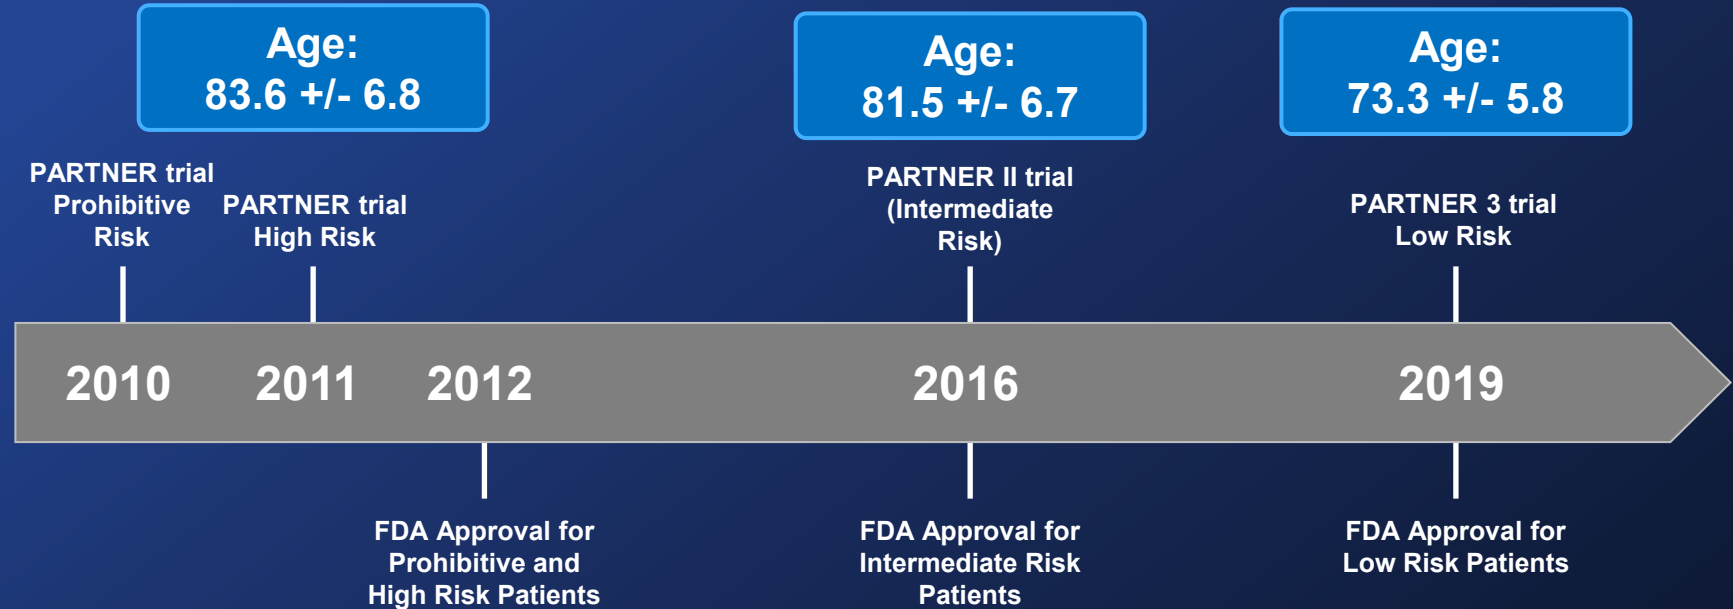 Age:
83.6 +/- 6.8
Age:
81.5 +/- 6.7
Age:
73.3 +/- 5.8
PARTNER trial
Prohibitive
Risk
PARTNER trial
High Risk
PARTNER II trial
(Intermediate
Risk)
PARTNER 3 trial
Low Risk
2010
2011
2012
2016
2019
FDA Approval for
Prohibitive and
High Risk Patients
FDA Approval for
Intermediate Risk
Patients
FDA Approval for
Low Risk Patients